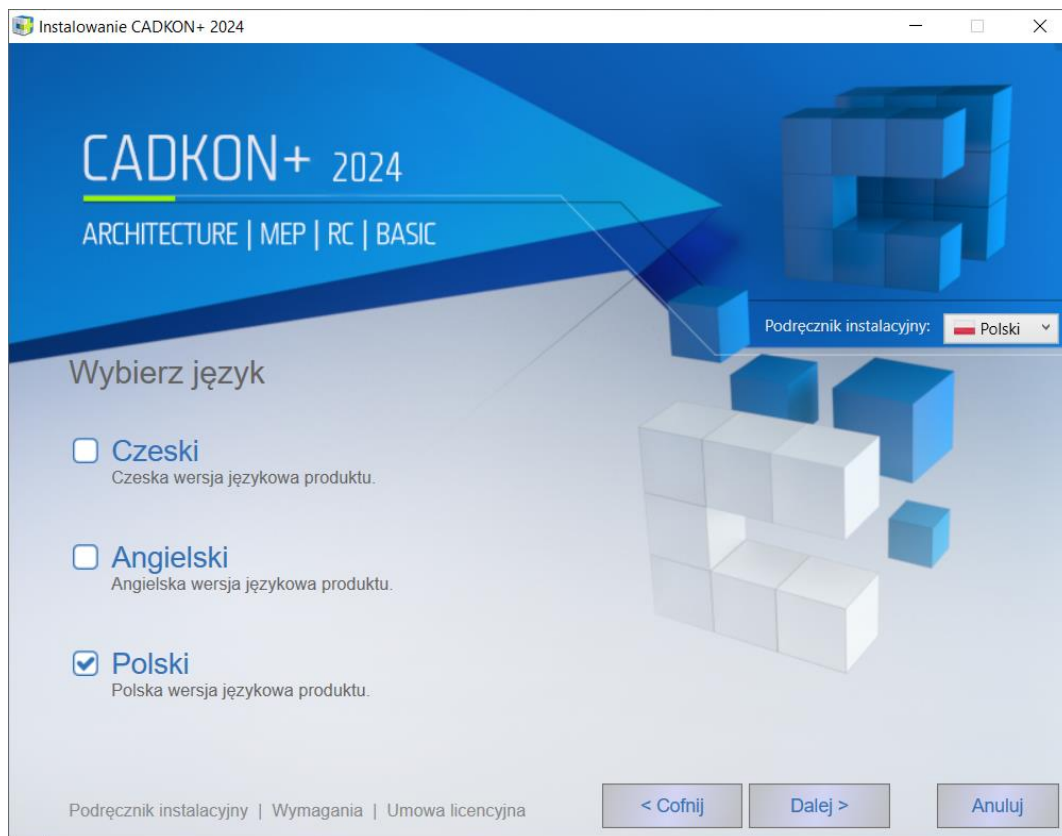 Instalowanie CADKON+ 2024
CADKON+ 2024
ARCHITECTURE | MEP | RC | BASIC
Podręcznik instalacyjny: Polski
Wybierz język
Czeski
Czeska wersja językowa produktu.
Angielski
Angielska wersja językowa produktu.
Polski
Polska wersja językowa produktu.
Podręcznik instalacyjny | Wymagania | Umowa licencyjna
< Cofnij Dalej > Anuluj